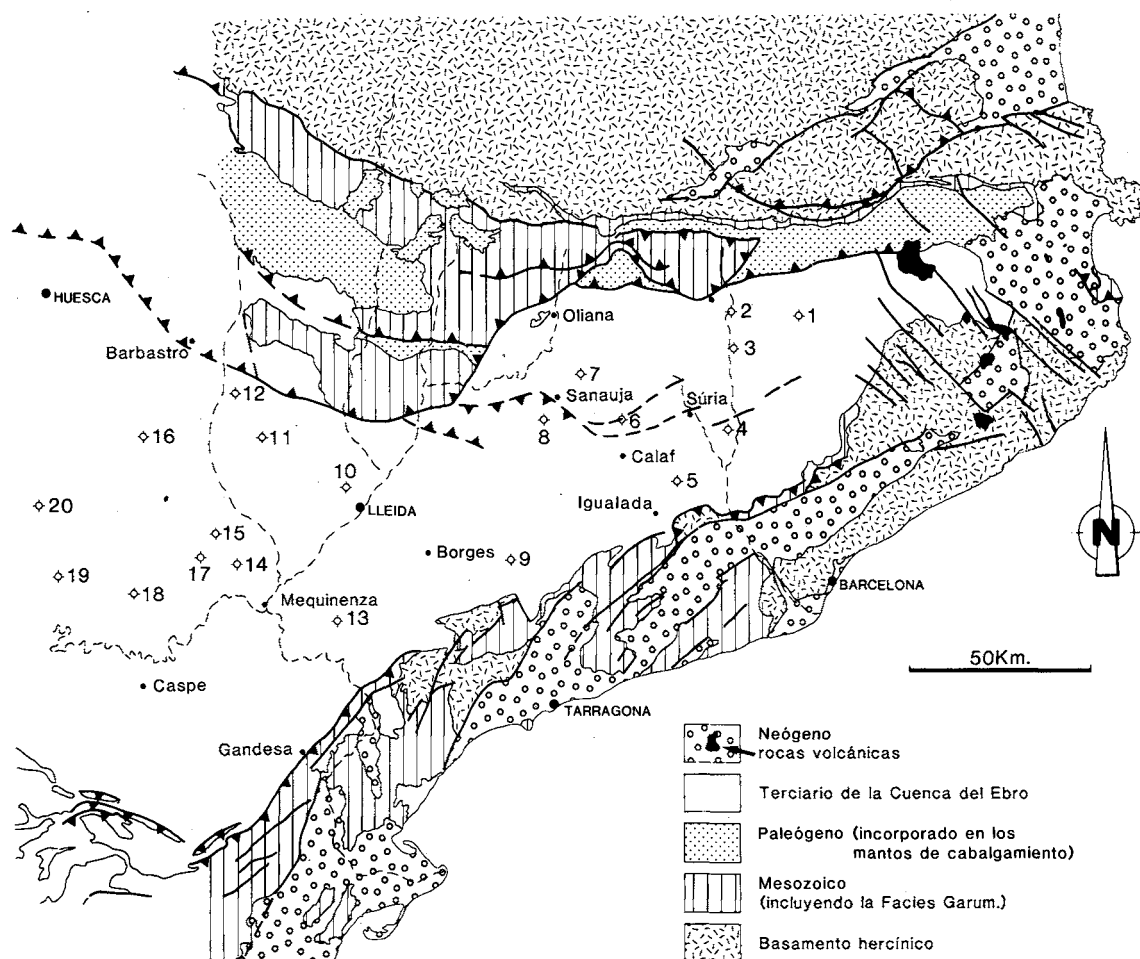 HUESCA
Barbastro
Oliana
2
1
3
7
Sanauja
Súria
12
8
6
4
16
11
Calaf
10
5
20
LLEIDA
Igualada
15
Borges
9
17
14
19
18
Mequinenza
13
BARCELONA
N
Caspe
50Km.
TARRAGONA
Gandesa
Neógeno
rocas volcánicas
Terciario de la Cuenca del Ebro
Paleógeno (incorporado en los
mantos de cabalgamiento)
Mesozoico
(incluyendo la Facies Garum.)
Basamento hercínico